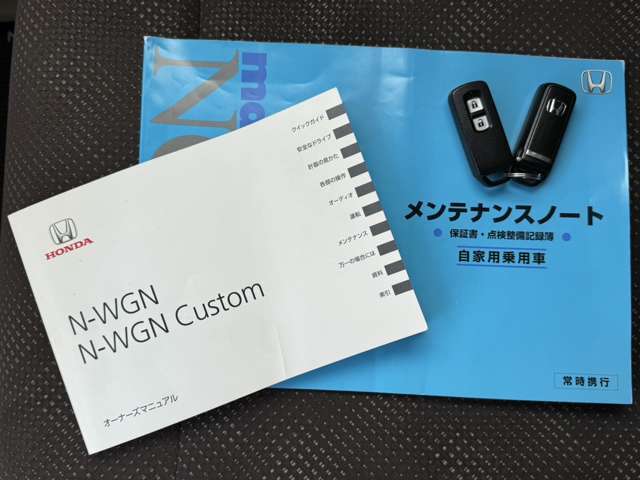 HONDA
N-WGN
N-WGN Custom
オーナーズマニュアル
クイックガイド
安全なドライブ
計器の見かた
各部の操作
オーディオ
運転
メンテナンス
万一の場合には
資料
索引
メンテナンスノート
保証書・点検整備記録簿
自家用乗用車
常時携行